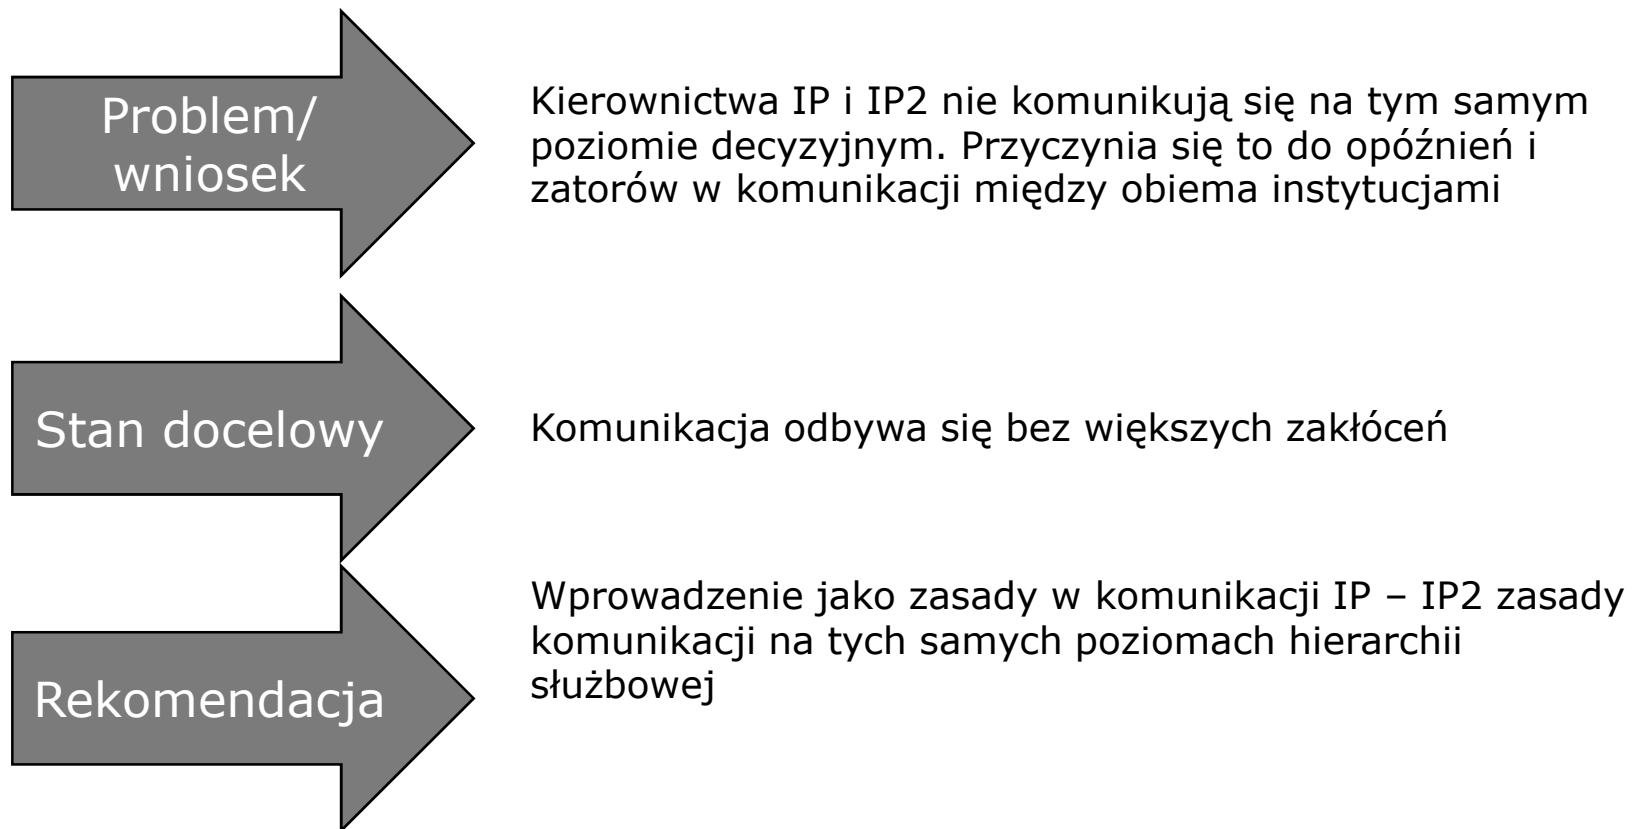 Problem/
wniosek
Kierownictwa IP i IP2 nie komunikują się na tym samym
poziomie decyzyjnym. Przyczynia się to do opóźnień i
zatorów w komunikacji między obiema instytucjami
Stan docelowy
Komunikacja odbywa się bez większych zakłóceń
Rekomendacja
Wprowadzenie jako zasady w komunikacji IP – IP2 zasady
komunikacji na tych samych poziomach hierarchii
służbowej